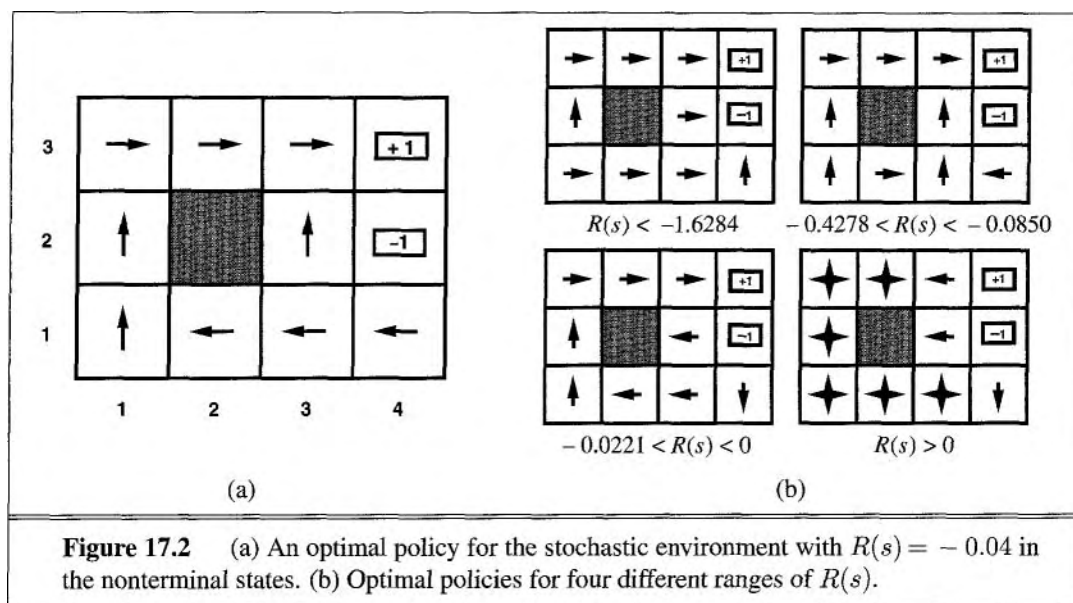 3
+ 1
2
-1
1
1 2 3 4
(a)
+1
-1
R(s) < -1.6284
+1
-1
- 0.4278 < R(s) < - 0.0850
+1
-1
- 0.0221 < R(s) < 0
+1
-1
R(s) > 0
(b)
Figure 17.2 (a) An optimal policy for the stochastic environment with R(s) = - 0.04 in
the nonterminal states. (b) Optimal policies for four different ranges of R(s).